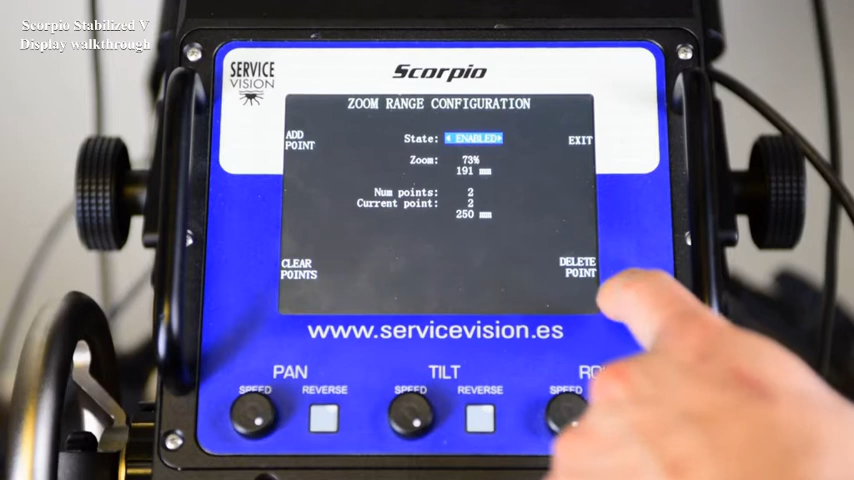 Scorpio Stabilized V
Display walkthrough
SERVICE
VISION
Scorpio
ZOOM RANGE CONFIGURATION
ADD
POINT
State: ENABLED
EXIT
Zoom: 73%
191 mm
Num points: 2
Current point: 2
250 mm
CLEAR
POINTS
DELETE
POINT
www.servicevision.es
PAN
TILT
SPEED
REVERSE
SPEED
REVERSE
SPEED